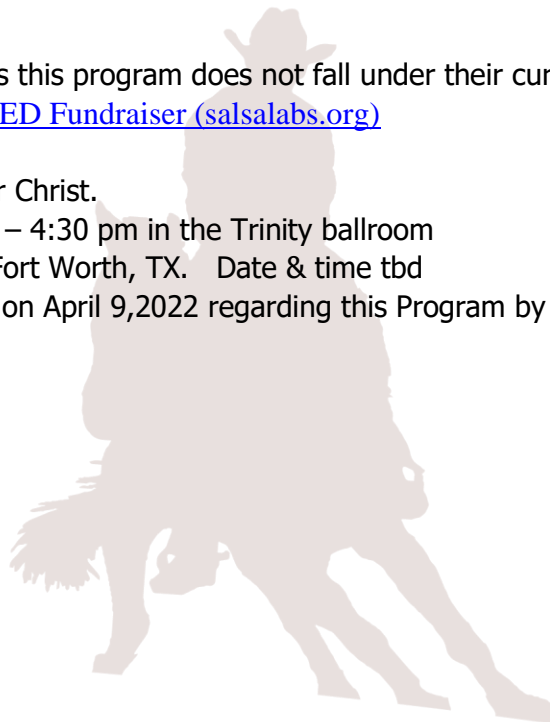 s this program does not fall under their cur
ED Fundraiser (salsalabs.org)
r Christ.
– 4:30 pm in the Trinity ballroom
Fort Worth, TX.   Date & time tbd
on April 9,2022 regarding this Program by